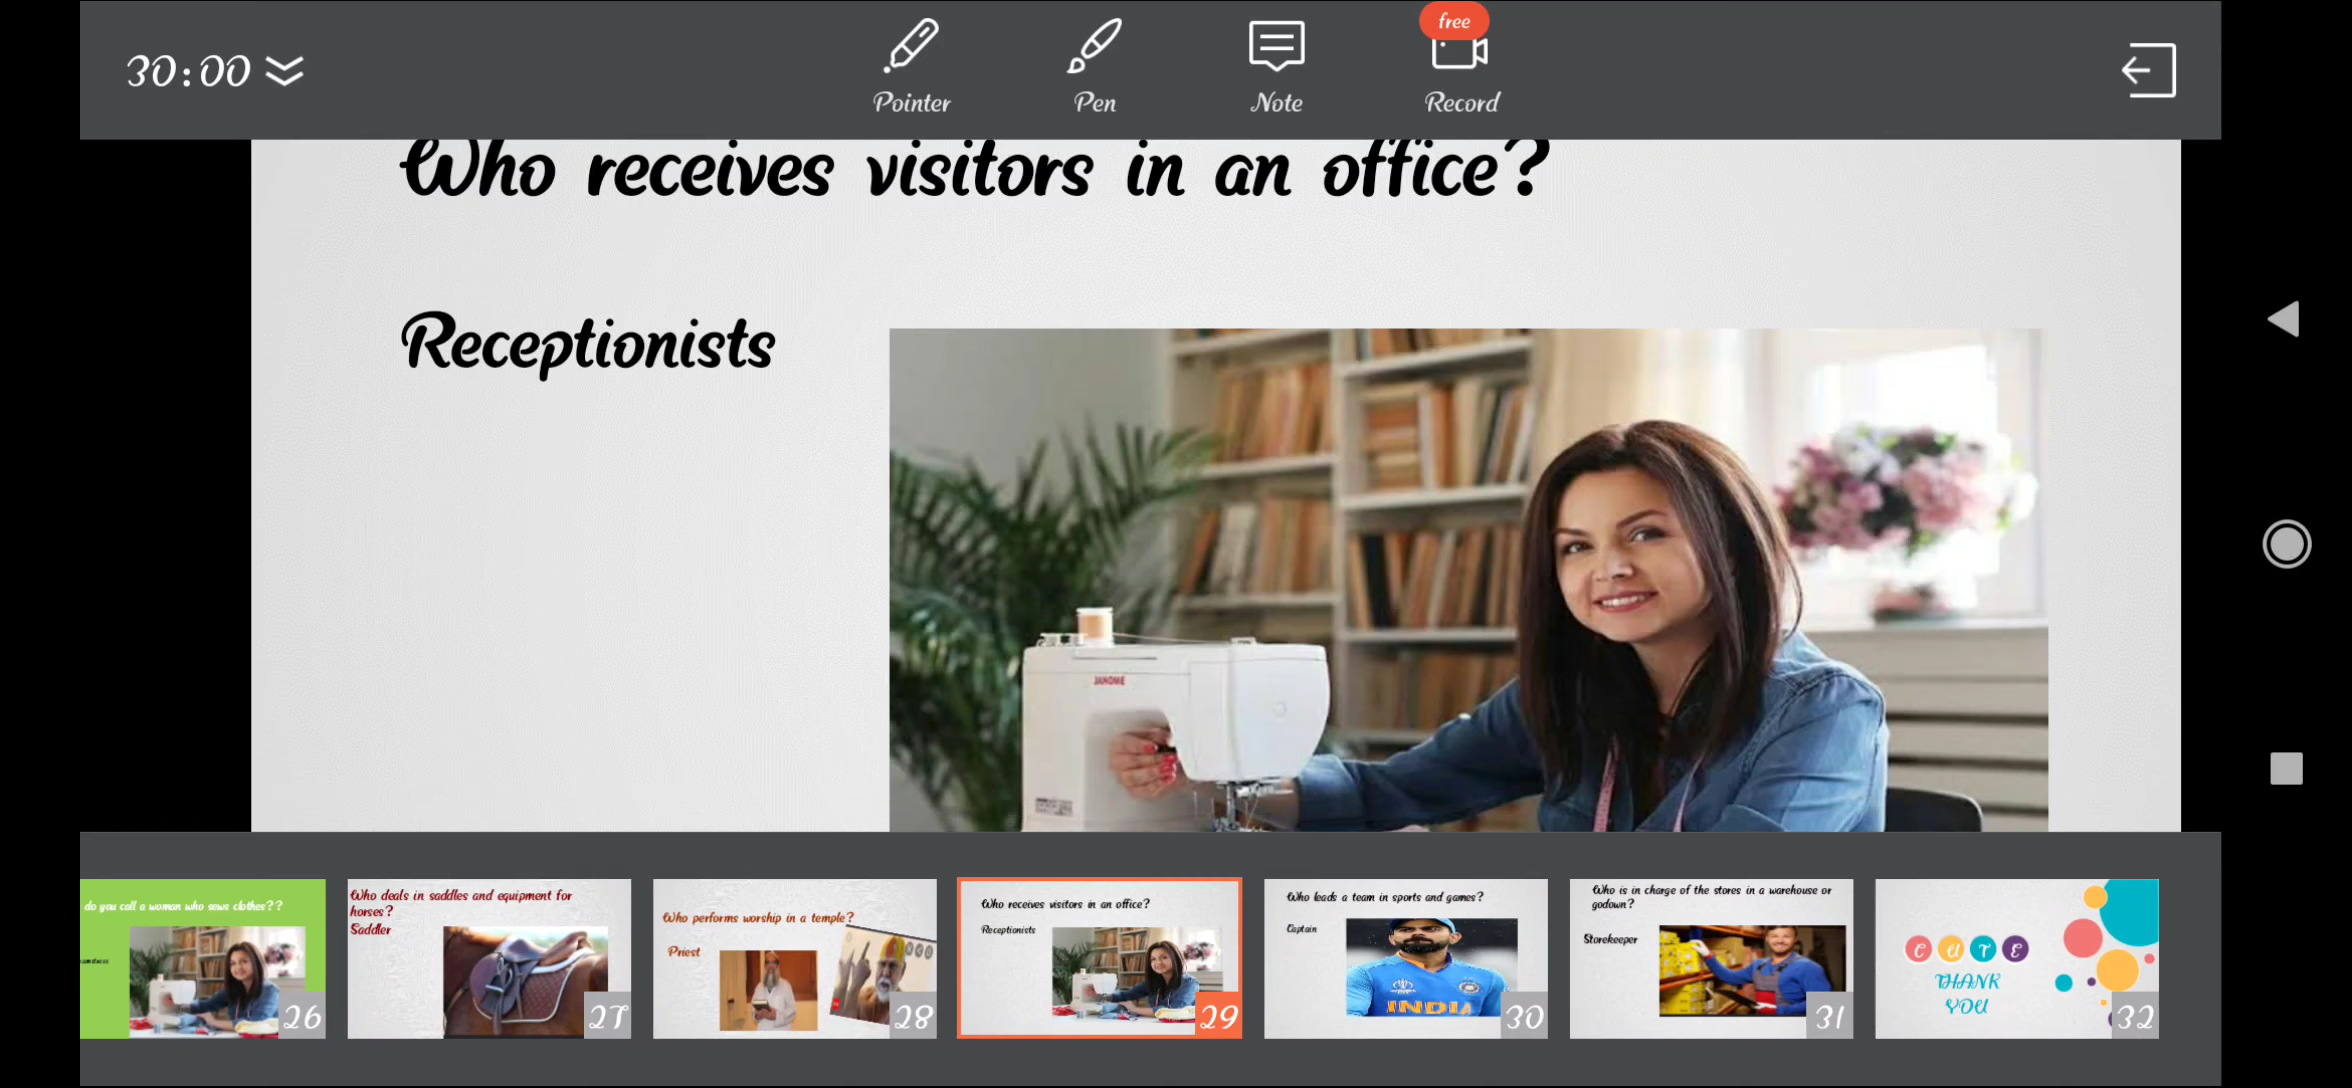 30:00
free
Pointer
Pen
Note
Record
Who receives visitors in an office?
Receptionists
JANOME
do you call a woman who sews clothes??
26
Who deals in saddles and equipment for
horses?
Saddler
27
Who performs worship in a temple?
Priest
28
Who receives visitors in an office?
Receptionists
29
Who leads a team in sports and games?
Captain
INDIA
30
Who is in charge of the stores in a warehouse or
godown?
Storekeeper
31
CUTE
THANK
YOU
32